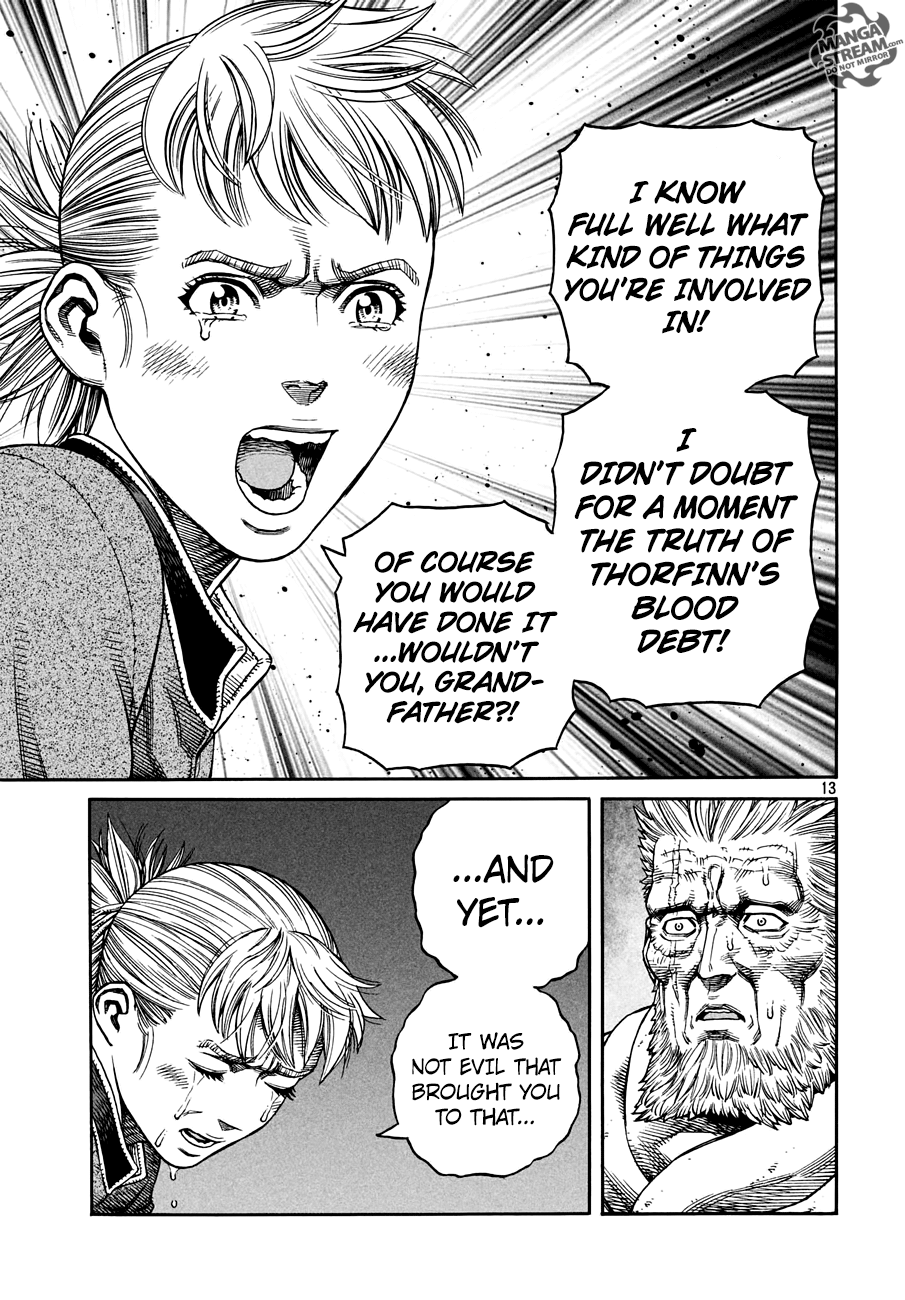 MANGA
STREAM.com
DO NOT MIRROR
I KNOW
FULL WELL WHAT
KIND OF THINGS
YOU'RE INVOLVED
IN!
I
DIDN'T DOUBT
FOR A MOMENT
THE TRUTH OF
THORFINN'S
BLOOD
DEBT!
OF COURSE
YOU WOULD
HAVE DONE IT
...WOULDN'T
YOU, GRAND-
FATHER?!
13
...AND
YET...
IT WAS
NOT EVIL THAT
BROUGHT YOU
TO THAT...